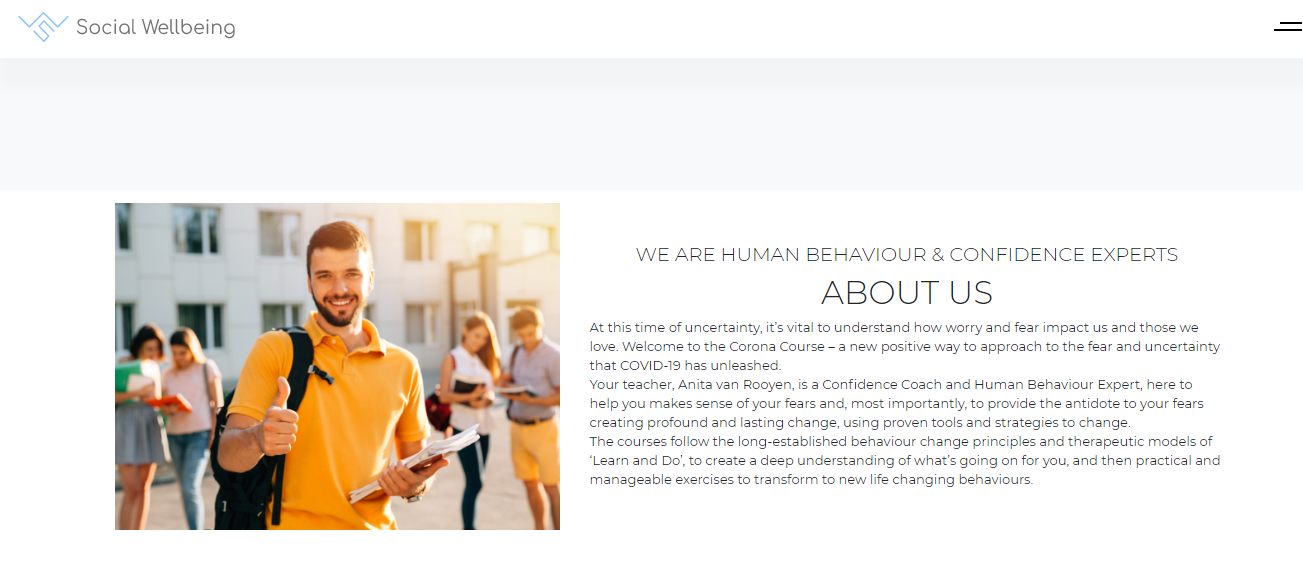 Social Wellbeing
WE ARE HUMAN BEHAVIOUR & CONFIDENCE EXPERTS
ABOUT US
At this time of uncertainty, it's vital to understand how worry and fear impact us and those we
love. Welcome to the Corona Course – a new positive way to approach to the fear and uncertainty
that COVID-19 has unleashed.
Your teacher, Anita van Rooyen, is a Confidence Coach and Human Behaviour Expert, here to
help you makes sense of your fears and, most importantly, to provide the antidote to your fears
creating profound and lasting change, using proven tools and strategies to change.
The courses follow the long-established behaviour change principles and therapeutic models of
‘Learn and Do’, to create a deep understanding of what’s going on for you, and then practical and
manageable exercises to transform to new life changing behaviours.